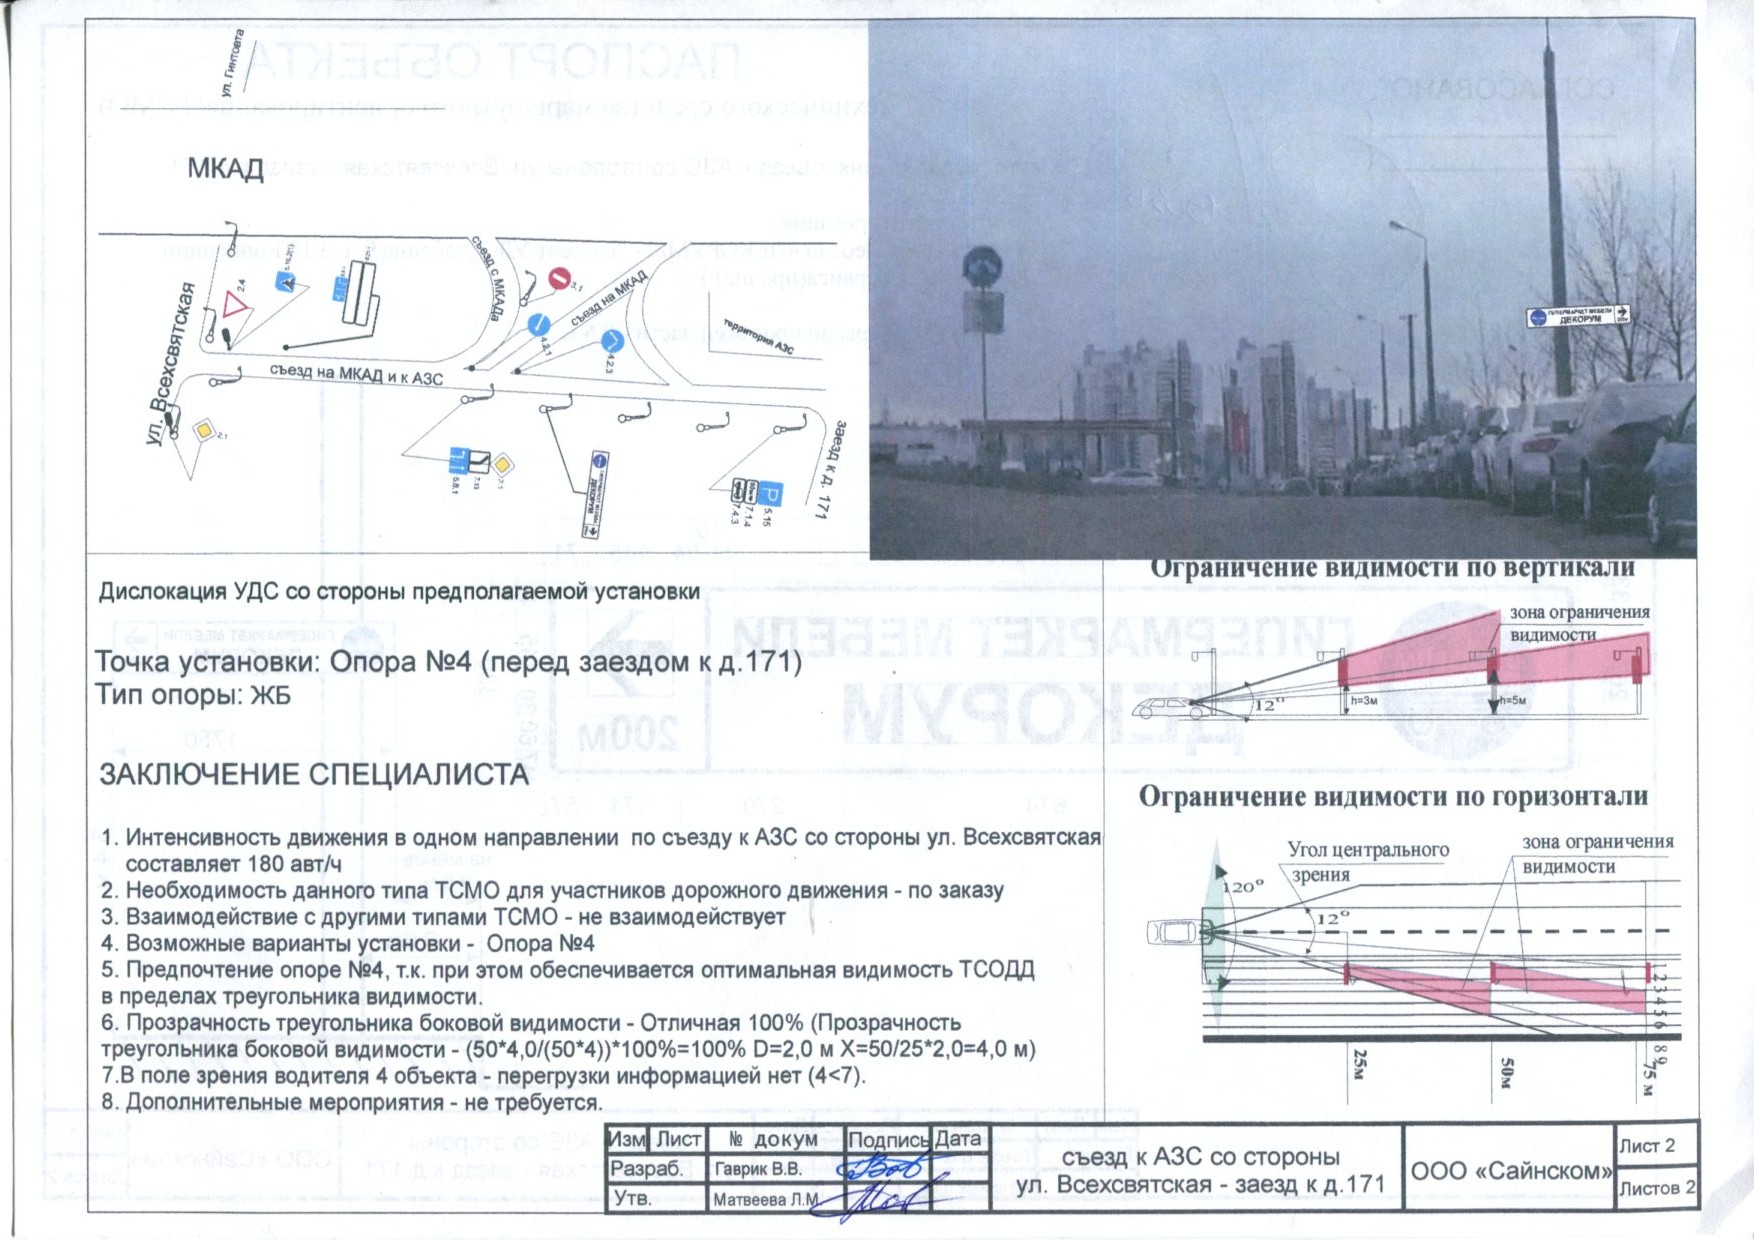 ул. Гинтовта
МКАД
ул. Всехсвятская
2.4
съезд с МКАДа
3.1
съезд на МКАД
4.2.1
4.2.3
территория АЗС
съезд на МКАД и к АЗС
2.1
5.8.1
7.13
ДЕКОРУМ
7.4.3
7.1.4
5.15
заезд к д. 171
ГИПЕРМАРКЕТ МЕБЕЛИ
ДЕКОРУМ
Дислокация УДС со стороны предполагаемой установки
Точка установки: Опора №4 (перед заездом к д.171)
Тип опоры: ЖБ
ЗАКЛЮЧЕНИЕ СПЕЦИАЛИСТА
1. Интенсивность движения в одном направлении по съезду к АЗС со стороны ул. Всехсвятская
составляет 180 авт/ч
2. Необходимость данного типа ТСМО для участников дорожного движения - по заказу
3. Взаимодействие с другими типами ТСМО - не взаимодействует
4. Возможные варианты установки - Опора №4
5. Предпочтение опоре №4, т.к. при этом обеспечивается оптимальная видимость ТСОДД
в пределах треугольника видимости.
6. Прозрачность треугольника боковой видимости - Отличная 100% (Прозрачность
треугольника боковой видимости - (50*4,0/(50*4))*100%=100% D=2,0 м X=50/25*2,0=4,0 м)
7.В поле зрения водителя 4 объекта - перегрузки информацией нет (4<7).
8. Дополнительные мероприятия - не требуется.
Ограничение видимости по вертикали
зона ограничения
видимости
12°
h=3м
h=5м
Ограничение видимости по горизонтали
Угол центрального
зрения
зона ограничения
видимости
120°
12°
1 2 3 4 5 6 8 9
25м
50м
75 м
Изм Лист № докум Подпись Дата
Разраб. Гаврик В.В.
Утв. Матвеева Л.М
съезд к АЗС со стороны
ул. Всехсвятская - заезд к д.171
ООО «Сайнском»
Лист 2
Листов 2